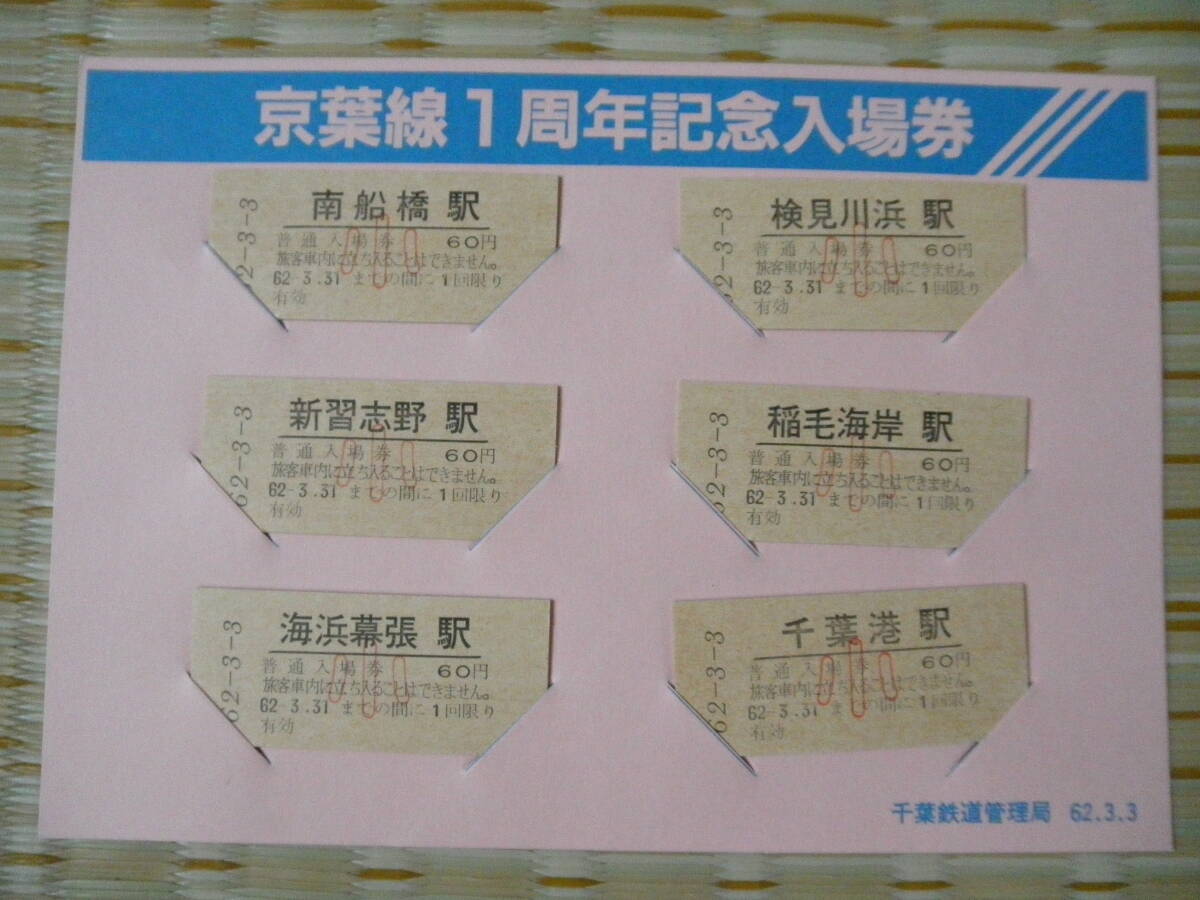 京葉線1周年記念入場券
62-3-3
南船橋 駅
普通入場券 60円
旅客車内に立ち入ることはできません。
62-3.31 までの間に1回限り
有効
小
62-3-3
検見川浜 駅
普通入場券 60円
旅客車内に立ち入ることはできません。
62-3.31 までの間に1回限り
有効
小
62-3-3
新習志野 駅
普通入場券 60円
旅客車内に立ち入ることはできません。
62-3.31 までの間に1回限り
有効
小
62-3-3
稲毛海岸 駅
普通入場券 60円
旅客車内に立ち入ることはできません。
62-3.31 までの間に1回限り
有効
小
62-3-3
海浜幕張 駅
普通入場券 60円
旅客車内に立ち入ることはできません。
62-3.31 までの間に1回限り
有効
小
62-3-3
千葉港 駅
普通入場券 60円
旅客車内に立ち入ることはできません。
62-3.31 までの間に1回限り
有効
小
千葉鉄道管理局 62.3.3